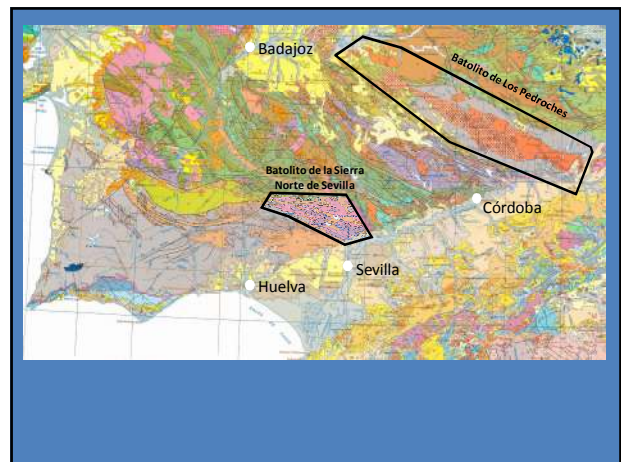 Badajoz
Batolito de Los Pedroches
Batolito de la Sierra
Norte de Sevilla
Córdoba
Sevilla
Huelva